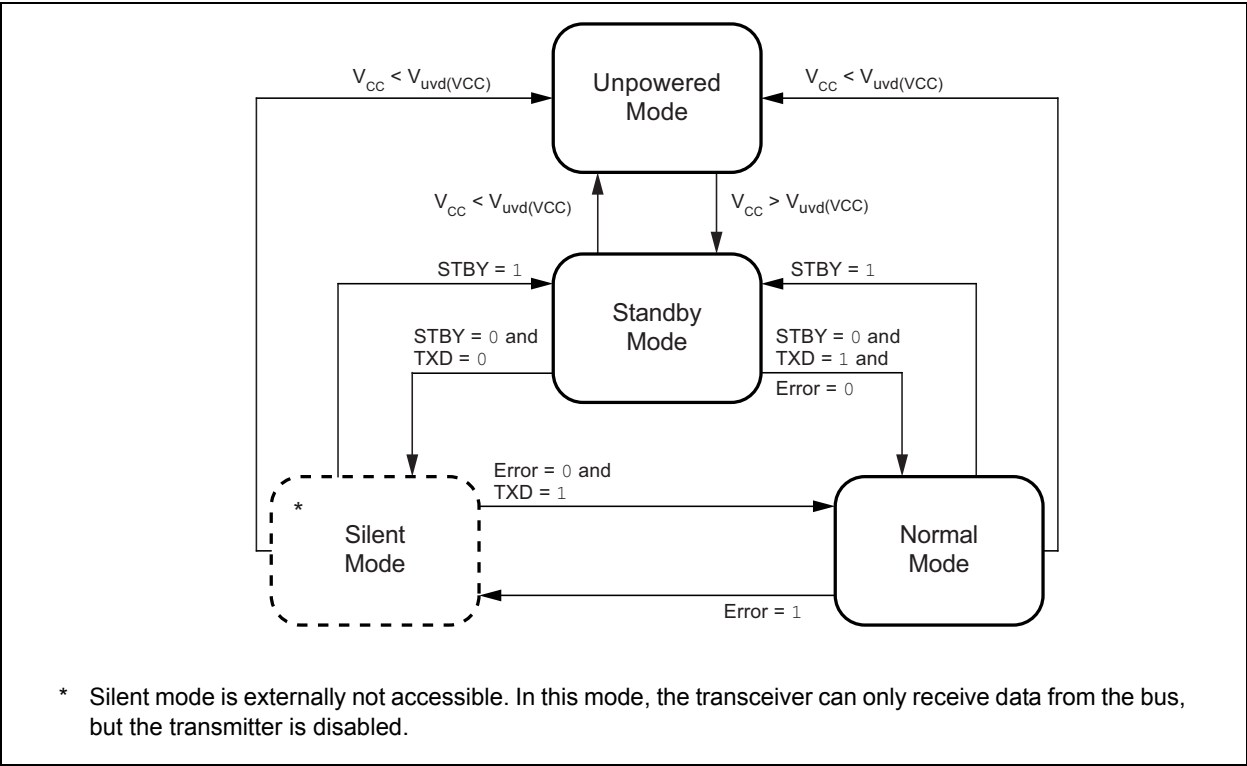 Unpowered
Mode
V_CC < V_uvd(VCC)
V_CC < V_uvd(VCC)
V_CC < V_uvd(VCC)
V_CC > V_uvd(VCC)
STBY = 1
STBY = 1
Standby
Mode
STBY = 0 and
TXD = 0
STBY = 0 and
TXD = 1 and
Error = 0
Error = 0 and
TXD = 1
*
Silent
Mode
Normal
Mode
Error = 1
* Silent mode is externally not accessible. In this mode, the transceiver can only receive data from the bus,
but the transmitter is disabled.